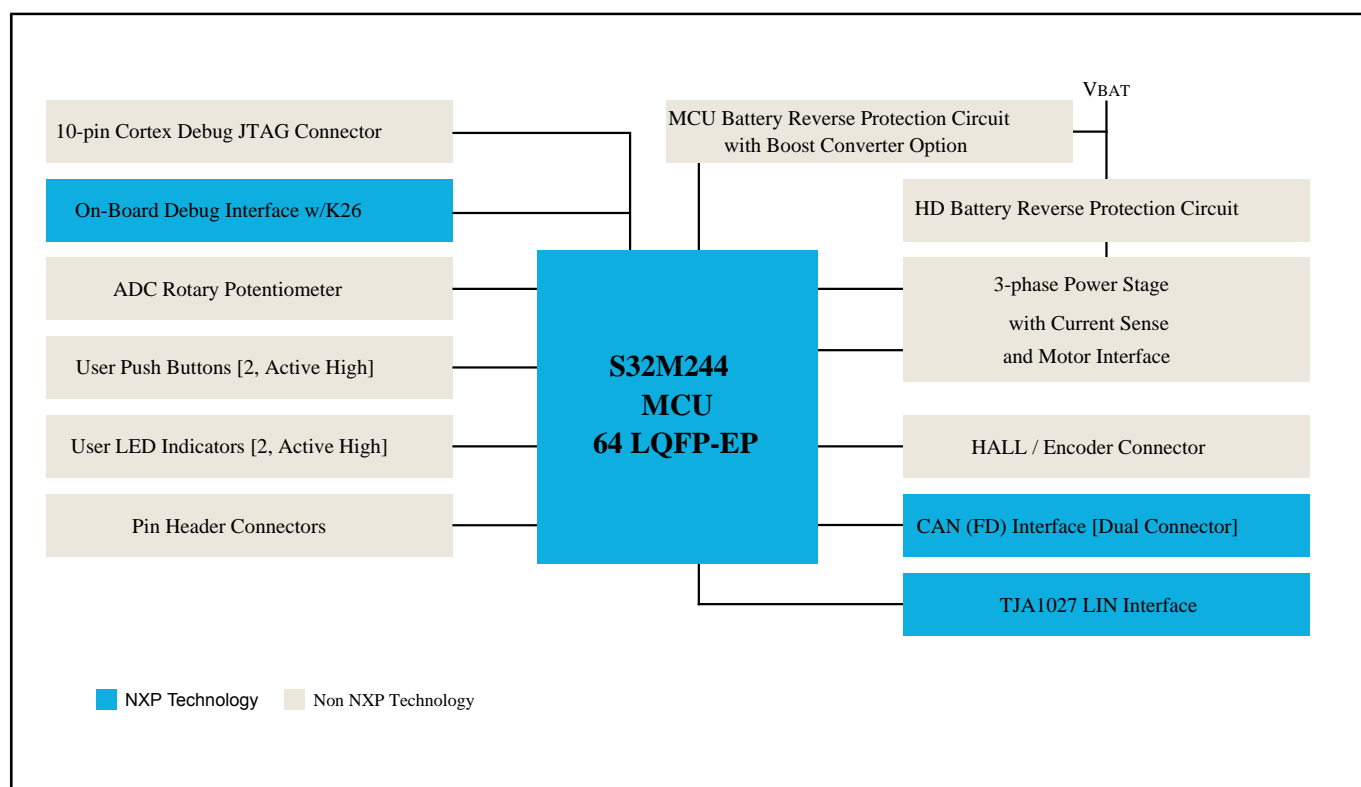 10-pin Cortex Debug JTAG Connector
On-Board Debug Interface w/K26
ADC Rotary Potentiometer
User Push Buttons [2, Active High]
User LED Indicators [2, Active High]
Pin Header Connectors
S32M244
MCU
64 LQFP-EP
VBAT
MCU Battery Reverse Protection Circuit
with Boost Converter Option
HD Battery Reverse Protection Circuit
3-phase Power Stage
with Current Sense
and Motor Interface
HALL / Encoder Connector
CAN (FD) Interface [Dual Connector]
TJA1027 LIN Interface
NXP Technology
Non NXP Technology